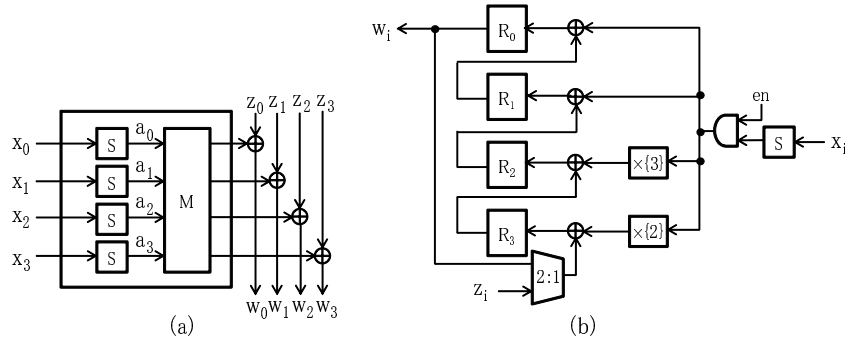 x₀
x₁
x₂
x₃
S
S
S
S
a₀
a₁
a₂
a₃
M
z₀ z₁ z₂ z₃
w₀ w₁ w₂ w₃
(a)
wᵢ
R₀
R₁
R₂
R₃
×{3}
×{2}
2:1
zᵢ
en
S
xᵢ
(b)